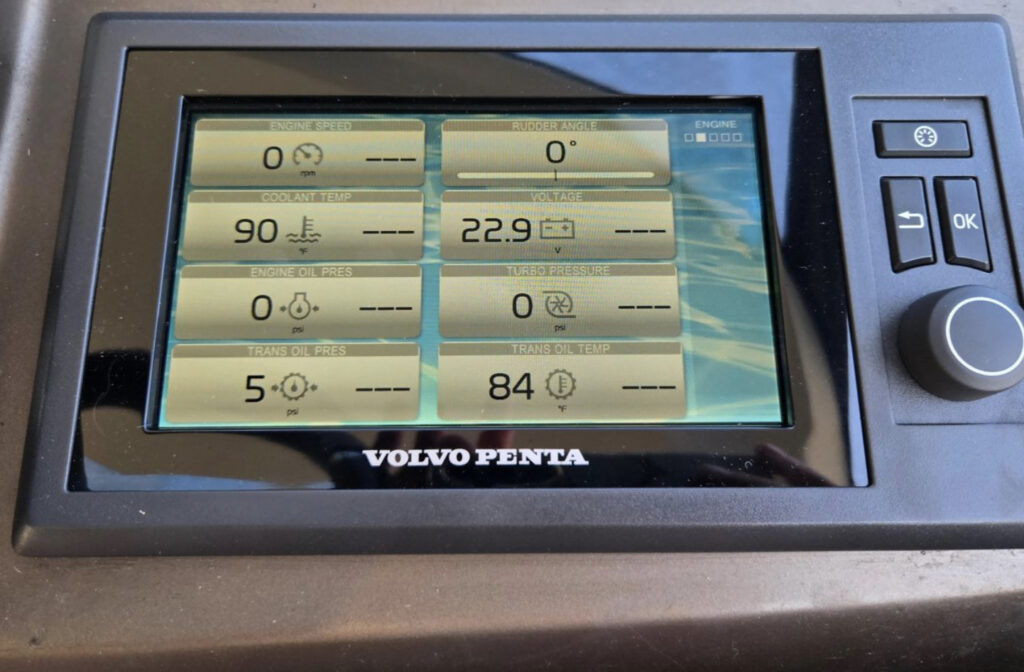 ENGINE SPEED
0 rpm ---
RUDDER ANGLE
0°
ENGINE
COOLANT TEMP
90 °F ---
VOLTAGE
22.9 V ---
ENGINE OIL PRES
0 psi ---
TURBO PRESSURE
0 psi ---
TRANS OIL PRES
5 psi ---
TRANS OIL TEMP
84 °F ---
OK
VOLVO PENTA